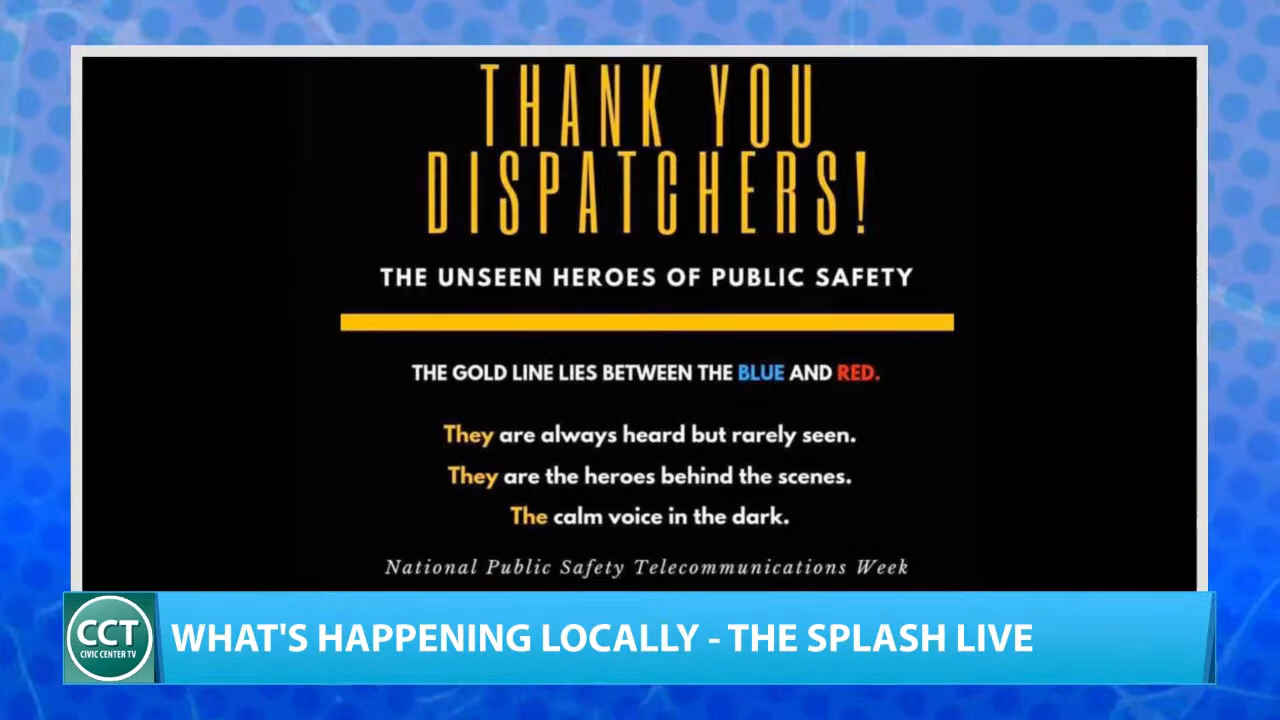 THANK YOU
DISPATCHERS!
THE UNSEEN HEROES OF PUBLIC SAFETY
THE GOLD LINE LIES BETWEEN THE BLUE AND RED.
They are always heard but rarely seen.
They are the heroes behind the scenes.
The calm voice in the dark.
National Public Safety Telecommunications Week
CCT
CIVIC CENTER TV
WHAT'S HAPPENING LOCALLY - THE SPLASH LIVE